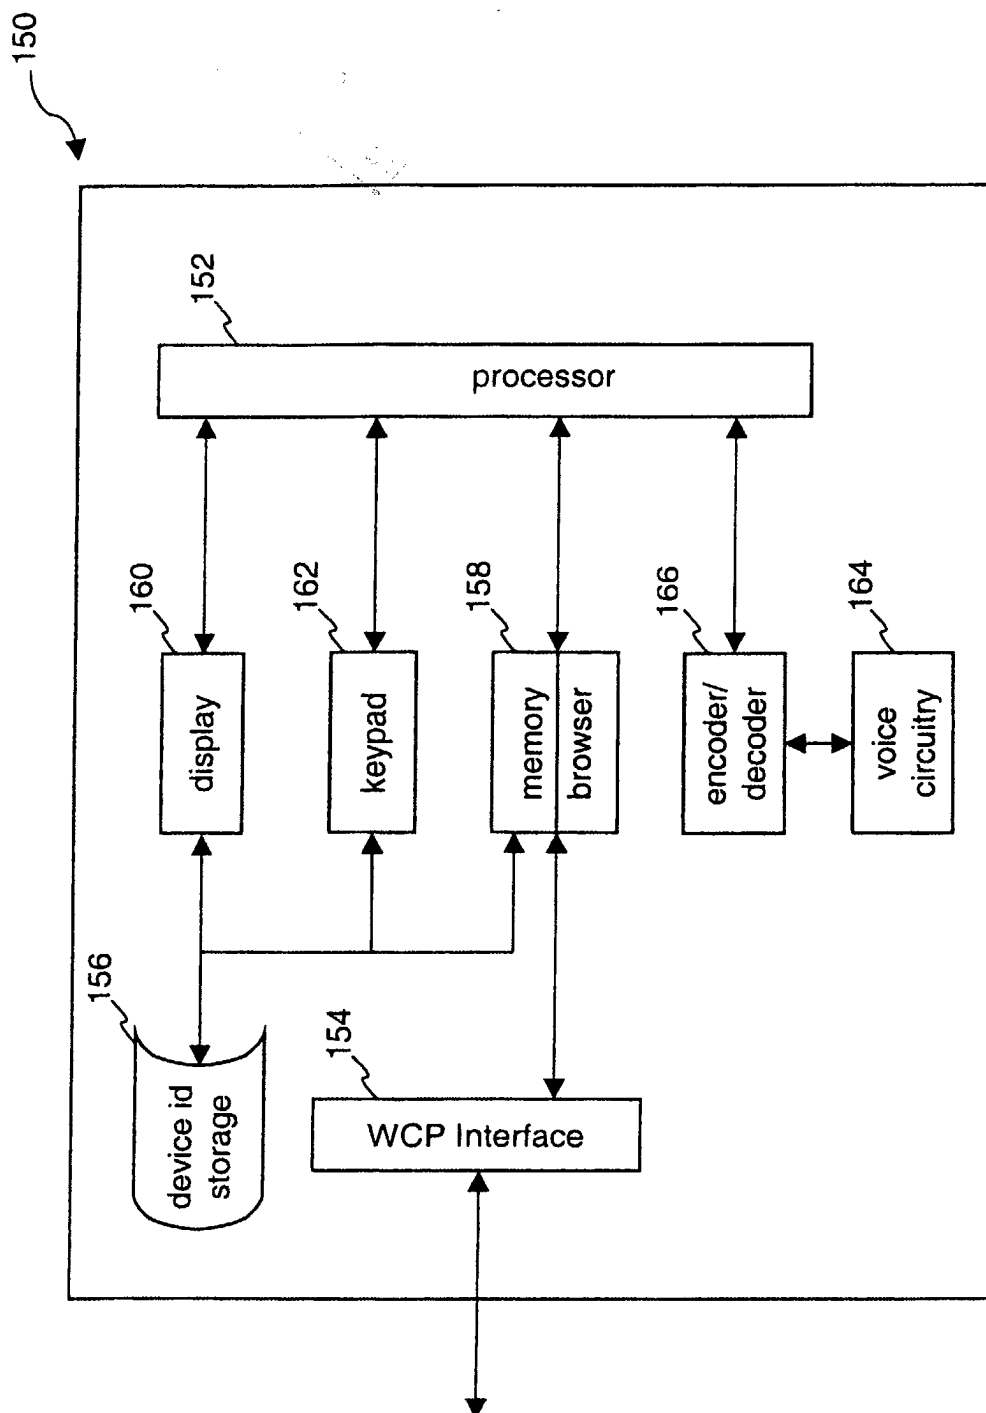 150
152
processor
160
display
162
keypad
158
memory
browser
166
encoder/
decoder
164
voice
circuitry
156
device id
storage
154
WCP Interface